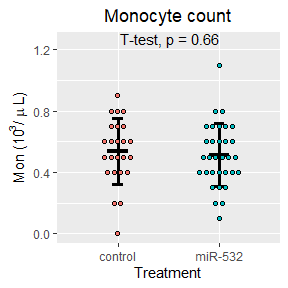 Monocyte count
T-test, p = 0.66
Mon (10³/ μ L)
1.2
0.8
0.4
0.0
control miR-532
Treatment